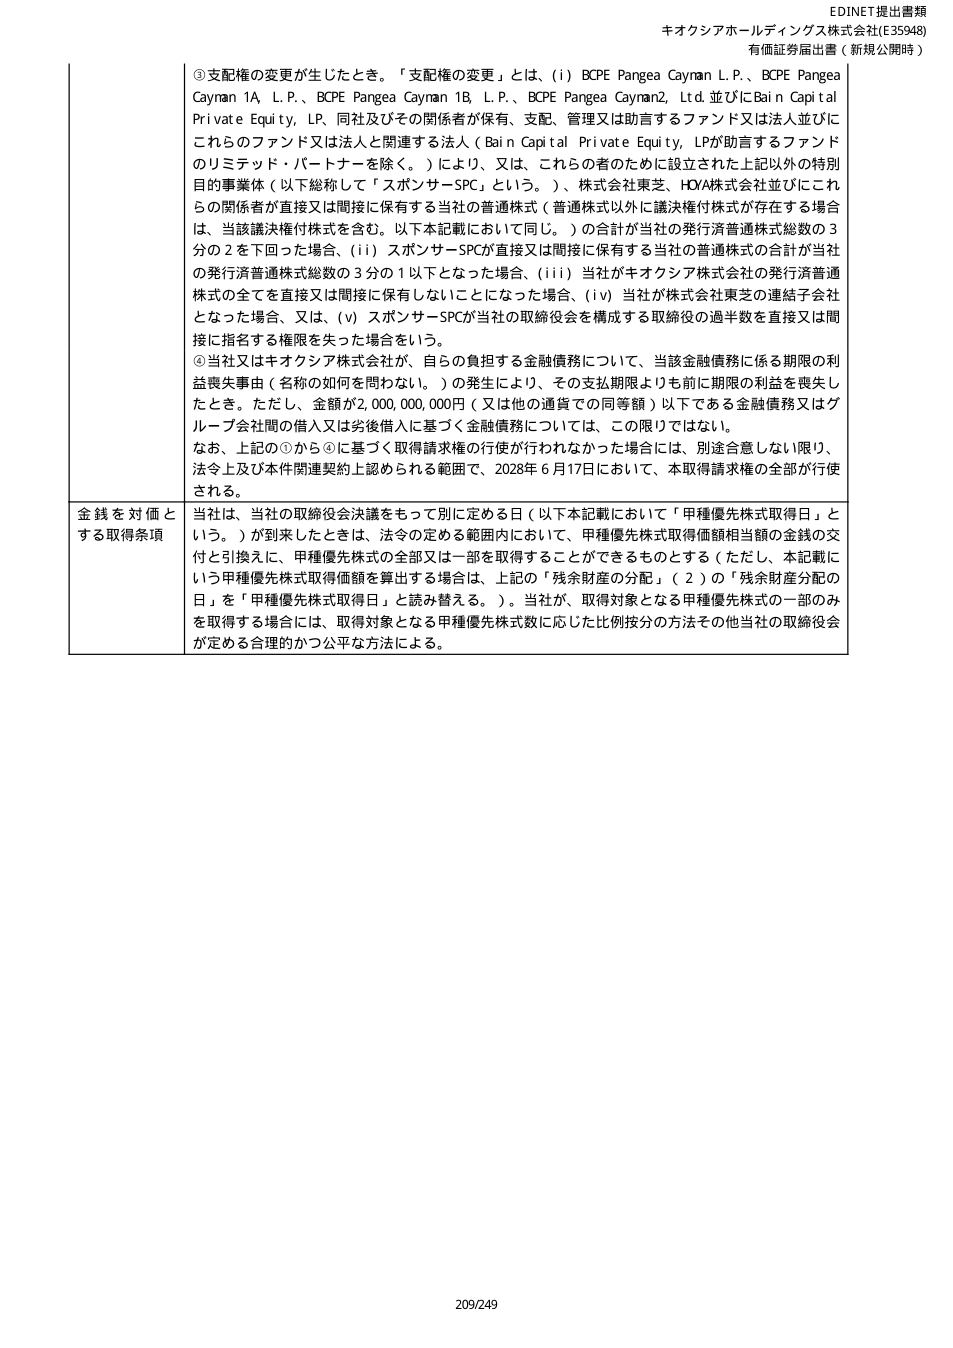 EDINET提出書類
キオクシアホールディングス株式会社(E35948)
有価証券届出書(新規公開時)
③支配権の変更が生じたとき。「支配権の変更」とは、(i) BCPE Pangea Cayman L.P.、BCPE Pangea
Cayman 1A, L.P.、BCPE Pangea Cayman 1B, L.P.、BCPE Pangea Cayman2, Ltd.並びにBain Capital
Private Equity, LP、同社及びその関係者が保有、支配、管理又は助言するファンド又は法人並びに
これらのファンド又は法人と関連する法人(Bain Capital Private Equity, LPが助言するファンド
のリミテッド・パートナーを除く。)により、又は、これらの者のために設立された上記以外の特別
目的事業体(以下総称して「スポンサーSPC」という。)、株式会社東芝、HOYA株式会社並びにこれ
らの関係者が直接又は間接に保有する当社の普通株式(普通株式以外に議決権付株式が存在する場合
は、当該議決権付株式を含む。以下本記載において同じ。)の合計が当社の発行済普通株式総数の3
分の2を下回った場合、(ii) スポンサーSPCが直接又は間接に保有する当社の普通株式の合計が当社
の発行済普通株式総数の3分の1以下となった場合、(iii) 当社がキオクシア株式会社の発行済普通
株式の全てを直接又は間接に保有しないことになった場合、(iv) 当社が株式会社東芝の連結子会社
となった場合、又は、(v) スポンサーSPCが当社の取締役会を構成する取締役の過半数を直接又は間
接に指名する権限を失った場合をいう。
④当社又はキオクシア株式会社が、自らの負担する金融債務について、当該金融債務に係る期限の利
益喪失事由(名称の如何を問わない。)の発生により、その支払期限よりも前に期限の利益を喪失し
たとき。ただし、金額が2,000,000,000円(又は他の通貨での同等額)以下である金融債務又はグ
ループ会社間の借入又は劣後借入に基づく金融債務については、この限りではない。
なお、上記の①から④に基づく取得請求権の行使が行われなかった場合には、別途合意しない限り、
法令上及び本件関連契約上認められる範囲で、2028年6月17日において、本取得請求権の全部が行使
される。
金銭を対価と
する取得条項
当社は、当社の取締役会決議をもって別に定める日(以下本記載において「甲種優先株式取得日」と
いう。)が到来したときは、法令の定める範囲内において、甲種優先株式取得価額相当額の金銭の交
付と引換えに、甲種優先株式の全部又は一部を取得することができるものとする(ただし、本記載に
いう甲種優先株式取得価額を算出する場合は、上記の「残余財産の分配」(2)の「残余財産分配の
日」を「甲種優先株式取得日」と読み替える。)。当社が、取得対象となる甲種優先株式の一部のみ
を取得する場合には、取得対象となる甲種優先株式数に応じた比例按分の方法その他当社の取締役会
が定める合理的かつ公平な方法による。
209/249